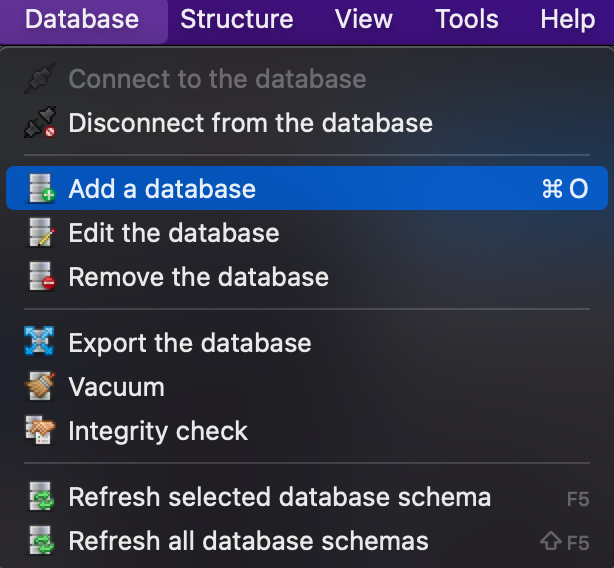 Database Structure View Tools Help
Connect to the database
Disconnect from the database
Add a database ⌘ O
Edit the database
Remove the database
Export the database
Vacuum
Integrity check
Refresh selected database schema F5
Refresh all database schemas ⇧ F5